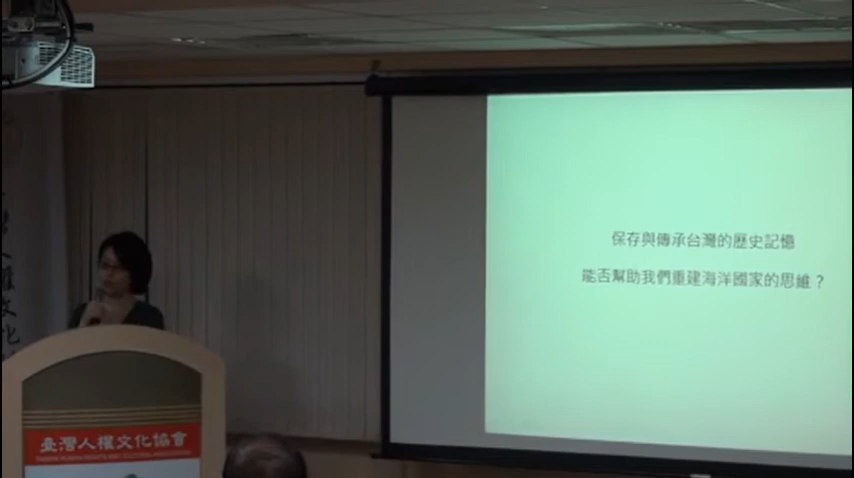 保存與傳承台灣的歷史記憶
能否幫助我們重建海洋國家的思維？
臺灣人權文化協會